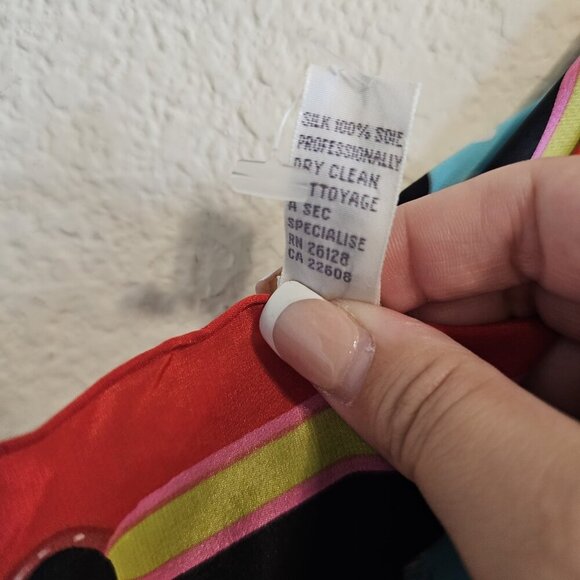 SILK 100% SOIE
PROFESSIONALLY
DRY CLEAN
TTOYAGE
A SEC
SPECIALISE
RN 26128
CA 22608